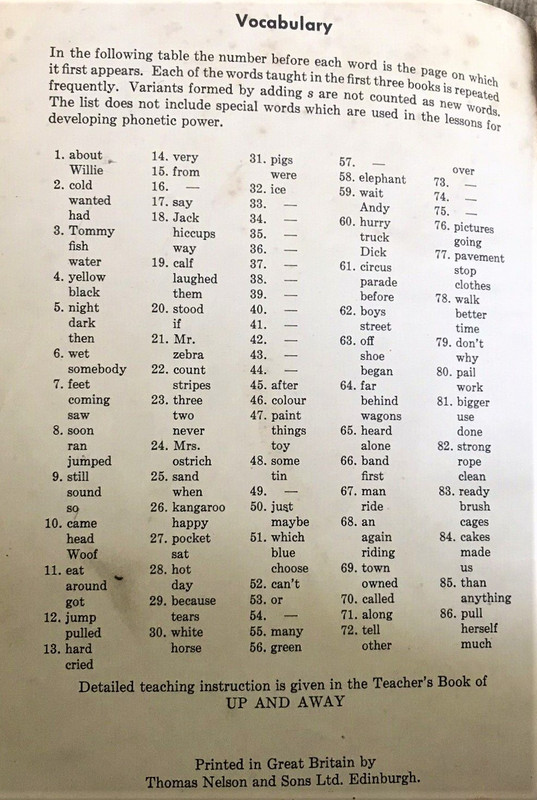 Vocabulary
In the following table the number before each word is the page on which
it first appears. Each of the words taught in the first three books is repeated
frequently. Variants formed by adding s are not counted as new words.
The list does not include special words which are used in the lessons for
developing phonetic power.
1. about
Willie
2. cold
wanted
had
3. Tommy
fish
water
4. yellow
black
5. night
dark
then
6. wet
somebody
7. feet
coming
saw
8. soon
ran
jumped
9. still
sound
so
10. came
head
Woof
11. eat
around
got
12. jump
pulled
13. hard
cried
14. very
15. from
16. —
17. say
18. Jack
hiccups
way
19. calf
laughed
them
20. stood
if
21. Mr.
zebra
22. count
stripes
23. three
two
never
24. Mrs.
ostrich
25. sand
when
26. kangaroo
happy
27. pocket
sat
28. hot
day
29. because
tears
30. white
horse
31. pigs
were
32. ice
33. —
34. —
35. —
36. —
37. —
38. —
39. —
40. —
41. —
42. —
43. —
44. —
45. after
46. colour
47. paint
things
toy
48. some
tin
49. —
50. just
maybe
51. which
blue
choose
52. can't
53. or
54. —
55. many
56. green
57. —
58. elephant
59. wait
Andy
60. hurry
truck
Dick
61. circus
parade
before
62. boys
street
63. off
shoe
began
64. far
behind
wagons
65. heard
alone
66. band
first
67. man
ride
68. an
again
riding
69. town
owned
70. called
71. along
72. tell
other
over
73. —
74. —
75. —
76. pictures
going
77. pavement
stop
clothes
78. walk
better
time
79. don't
why
80. pail
work
81. bigger
use
done
82. strong
rope
clean
83. ready
brush
cages
84. cakes
made
us
85. than
anything
86. pull
herself
much
Detailed teaching instruction is given in the Teacher's Book of
UP AND AWAY
Printed in Great Britain by
Thomas Nelson and Sons Ltd. Edinburgh.